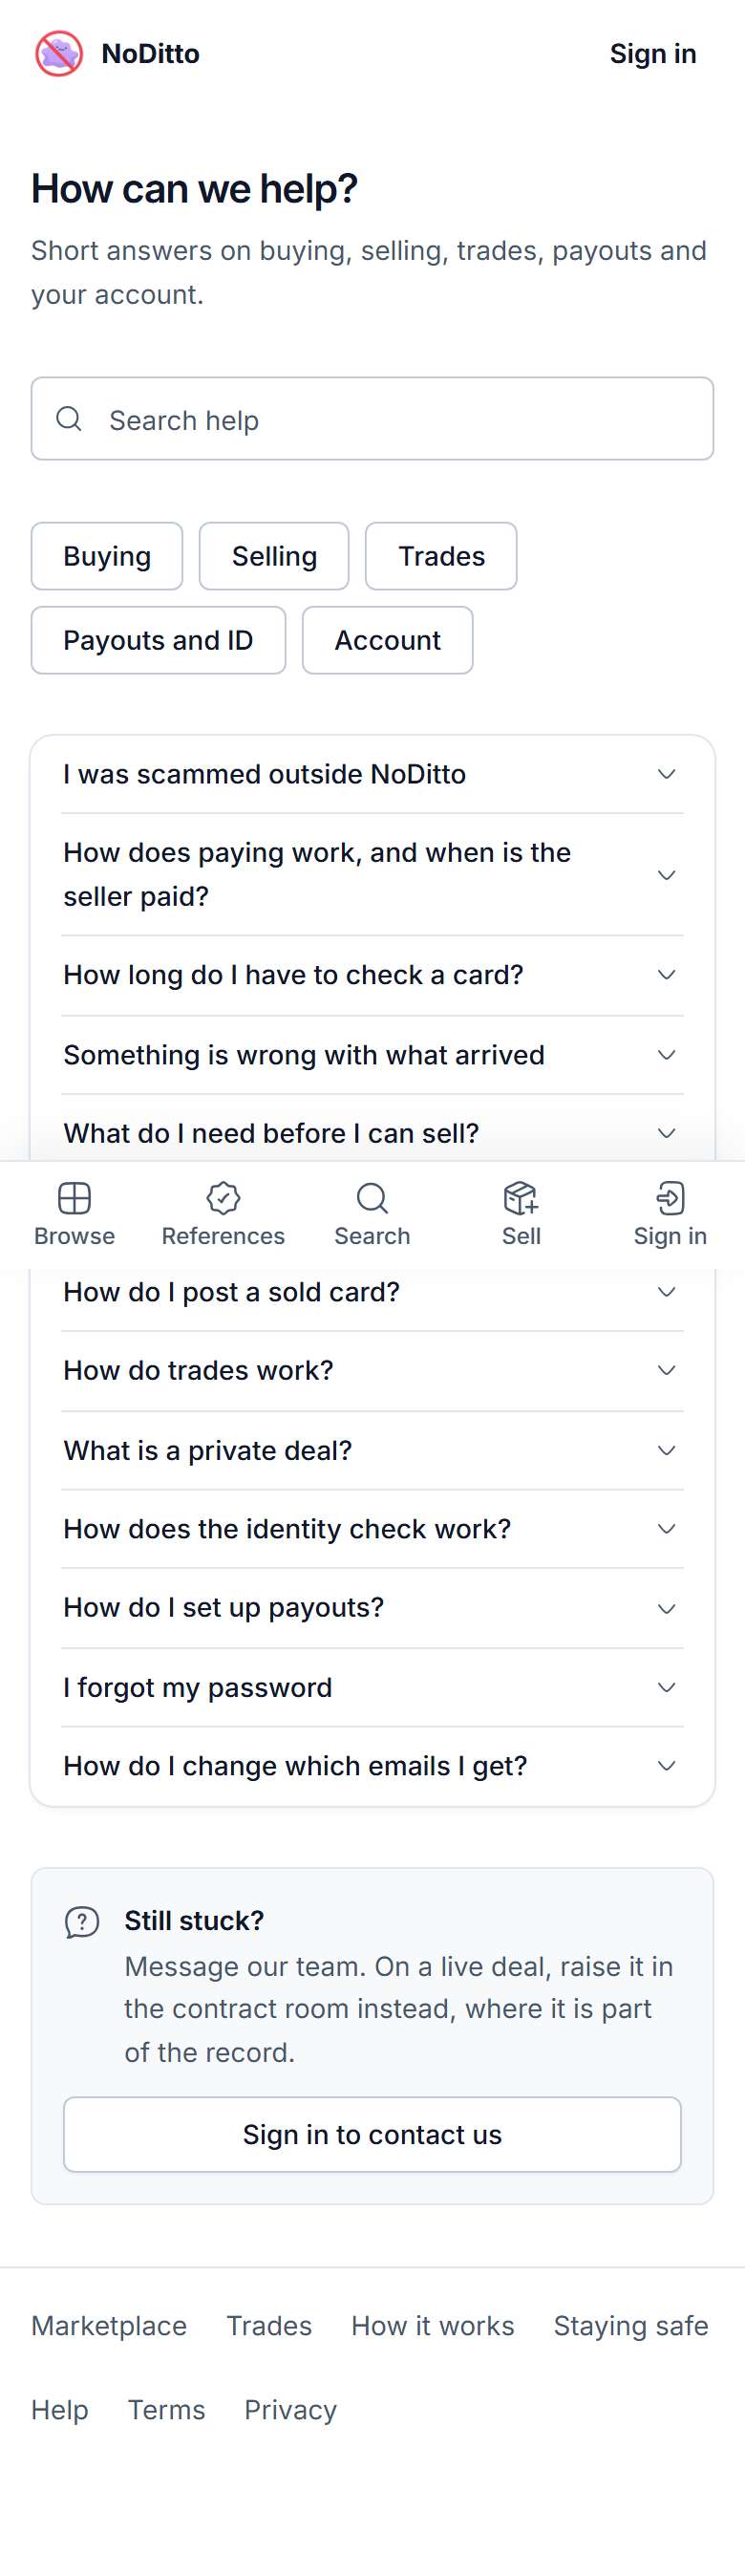 NoDitto
Sign in
How can we help?
Short answers on buying, selling, trades, payouts and
your account.
Search help
Buying
Selling
Trades
Payouts and ID
Account
I was scammed outside NoDitto
How does paying work, and when is the
seller paid?
How long do I have to check a card?
Something is wrong with what arrived
What do I need before I can sell?
Browse
References
Search
Sell
Sign in
How do I post a sold card?
How do trades work?
What is a private deal?
How does the identity check work?
How do I set up payouts?
I forgot my password
How do I change which emails I get?
Still stuck?
Message our team. On a live deal, raise it in
the contract room instead, where it is part
of the record.
Sign in to contact us
Marketplace
Trades
How it works
Staying safe
Help
Terms
Privacy